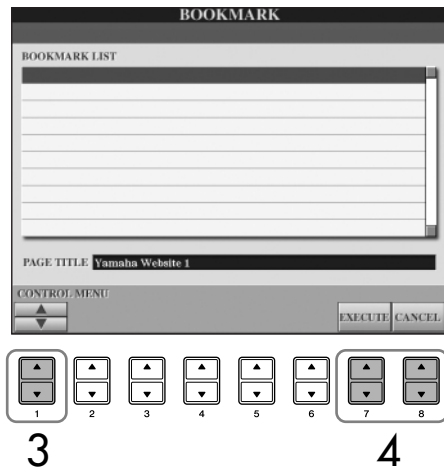 BOOKMARK
BOOKMARK LIST
PAGE TITLE Yamaha Website 1
CONTROL MENU
EXECUTE CANCEL
1 2 3 4 5 6 7 8
3 4